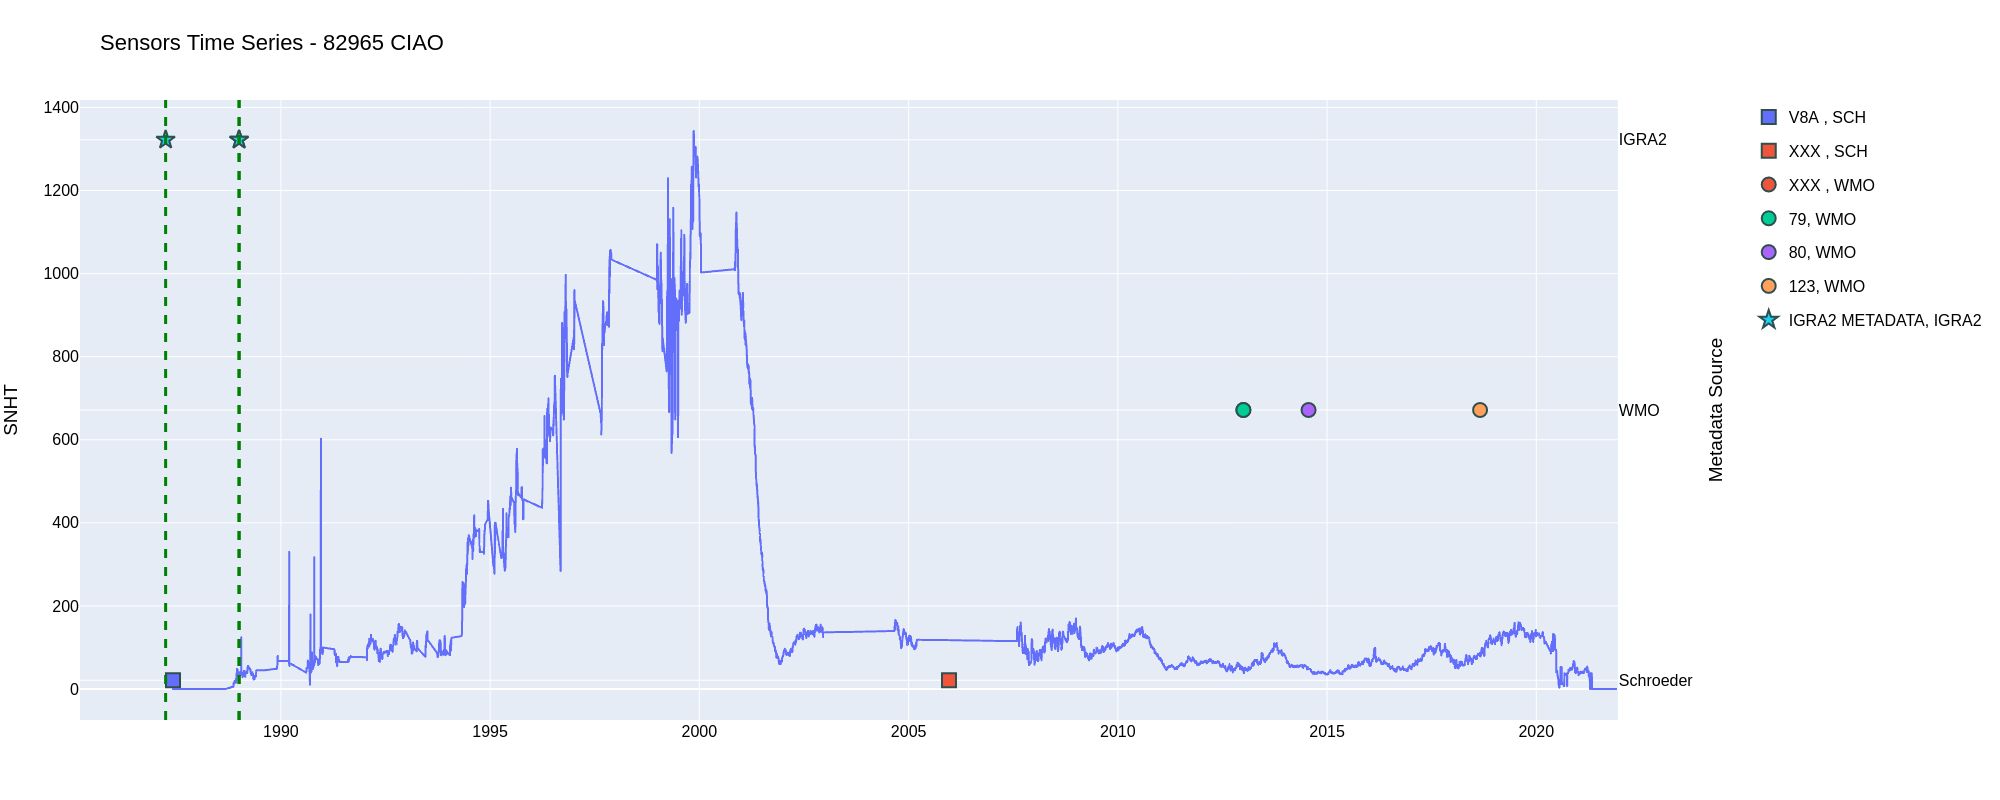 Sensors Time Series - 82965 CIAO
SNHT
1400
1200
1000
800
600
400
200
0
1990
1995
2000
2005
2010
2015
2020
IGRA2
WMO
Schroeder
Metadata Source
V8A , SCH
XXX , SCH
XXX , WMO
79, WMO
80, WMO
123, WMO
IGRA2 METADATA, IGRA2